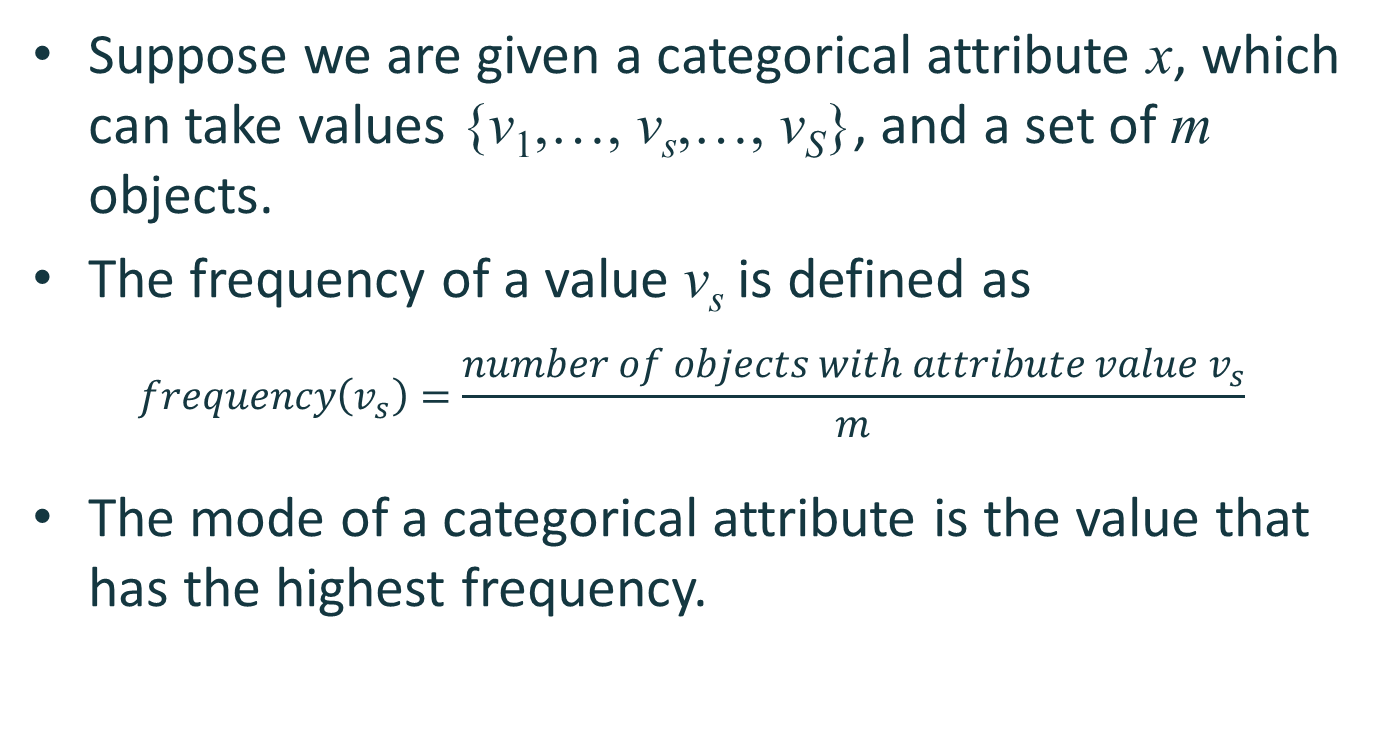 • Suppose we are given a categorical attribute x, which
can take values {v₁,…, vₛ,…, v_S}, and a set of m
objects.
• The frequency of a value vₛ is defined as
frequency(vₛ) = number of objects with attribute value vₛ / m
• The mode of a categorical attribute is the value that
has the highest frequency.